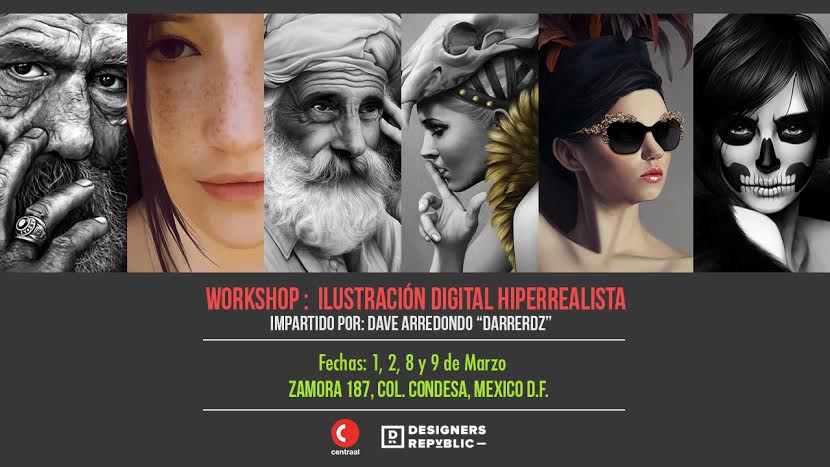 WORKSHOP : ILUSTRACIÓN DIGITAL HIPERREALISTA
IMPARTIDO POR: DAVE ARREDONDO “DARRERDZ”
Fechas: 1, 2, 8 y 9 de Marzo
ZAMORA 187, COL. CONDESA, MEXICO D.F.
centraal
DESIGNERS
REPVBLIC —